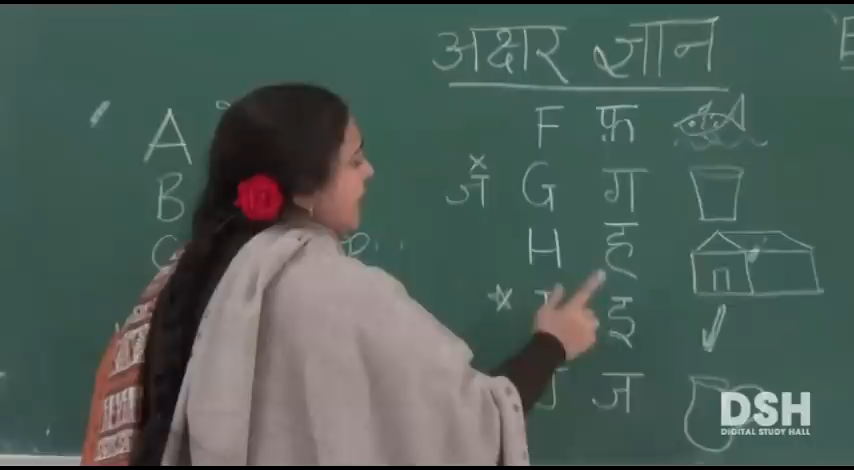 अक्षर ज्ञान
A F फ़
B ज G ग
C H ह
इ
J ज
DSH
DIGITAL STUDY HALL